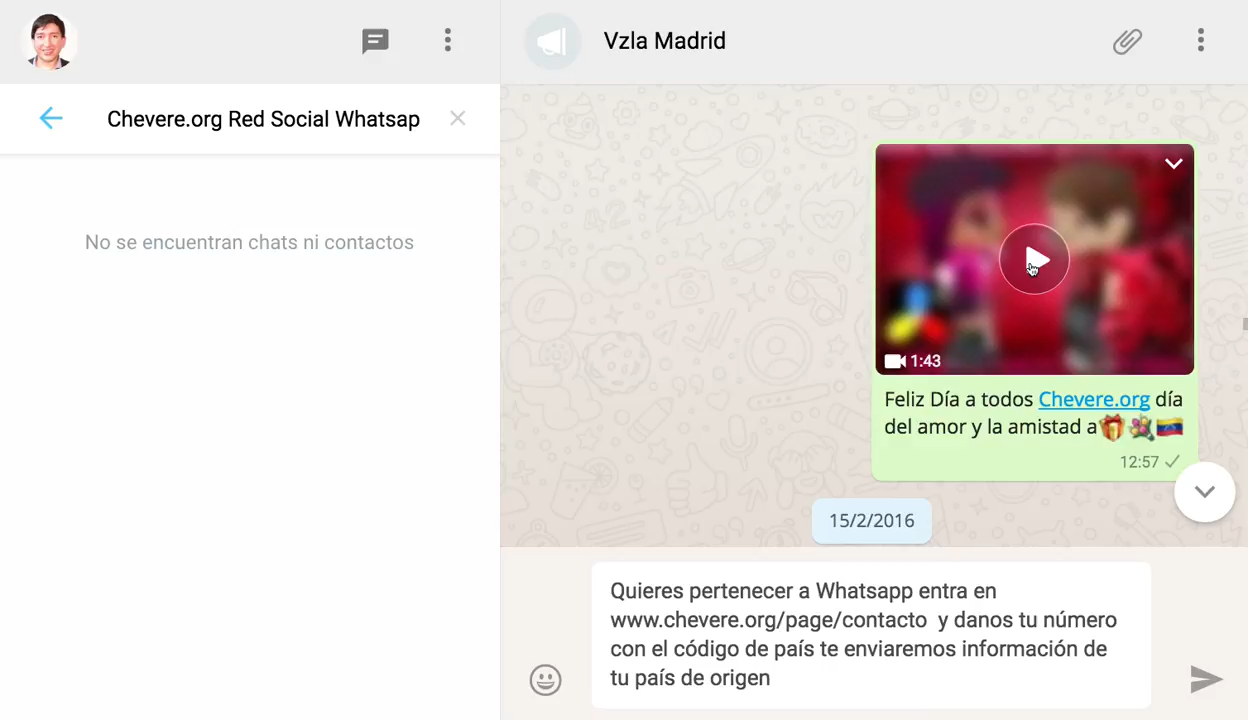 Vzla Madrid
Chevere.org Red Social Whatsap
No se encuentran chats ni contactos
1:43
Feliz Día a todos Chevere.org día
del amor y la amistad a🎁💐🇻🇪
12:57
15/2/2016
Quieres pertenecer a Whatsapp entra en
www.chevere.org/page/contacto y danos tu número
con el código de país te enviaremos información de
tu país de origen